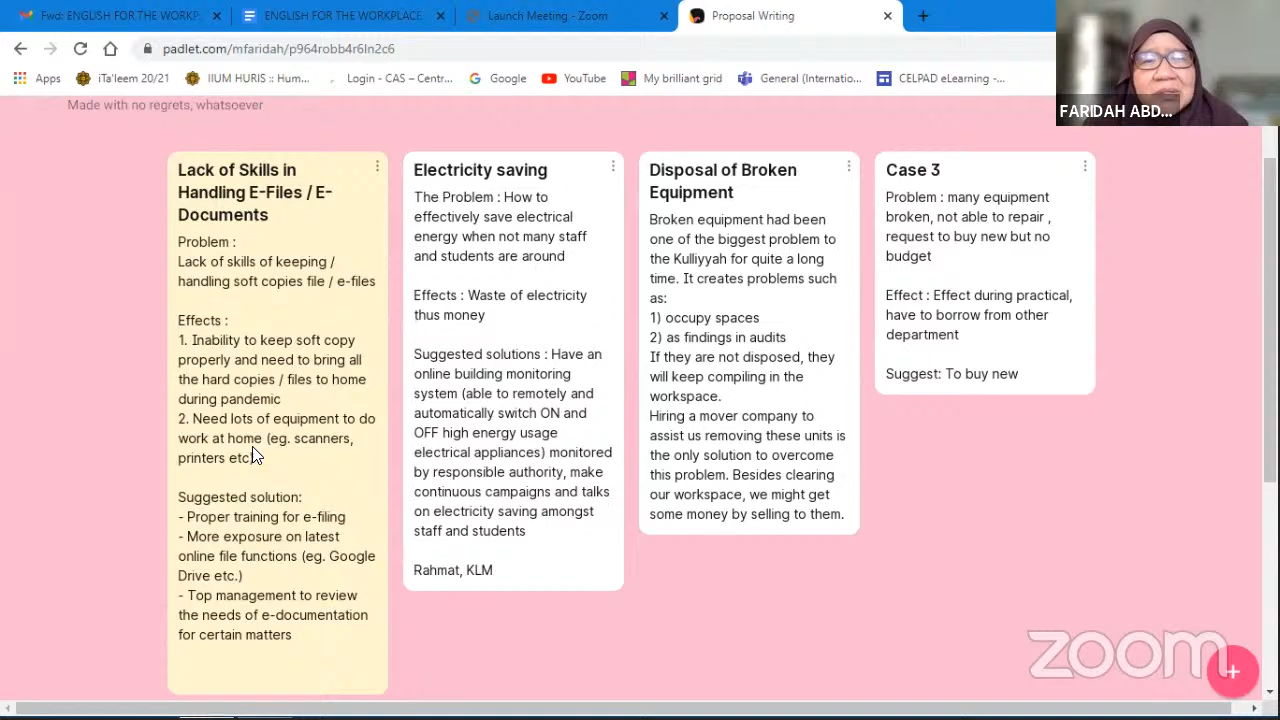 Fwd: ENGLISH FOR THE WORKP
ENGLISH FOR THE WORKPLACE
Launch Meeting - Zoom
Proposal Writing
padlet.com/mfaridah/p964robb4r6ln2c6
Apps
iTa'leem 20/21
IIUM HURIS :: Hum...
Login - CAS – Centr...
Google
YouTube
My brilliant grid
General (Internatio...
CELPAD eLearning -...
FARIDAH ABD...
Made with no regrets, whatsoever
Lack of Skills in
Handling E-Files / E-
Documents
Problem :
Lack of skills of keeping /
handling soft copies file / e-files
Effects :
1. Inability to keep soft copy
properly and need to bring all
the hard copies / files to home
during pandemic
2. Need lots of equipment to do
work at home (eg. scanners,
printers etc)
Suggested solution:
- Proper training for e-filing
- More exposure on latest
online file functions (eg. Google
Drive etc.)
- Top management to review
the needs of e-documentation
for certain matters
Electricity saving
The Problem : How to
effectively save electrical
energy when not many staff
and students are around
Effects : Waste of electricity
thus money
Suggested solutions : Have an
online building monitoring
system (able to remotely and
automatically switch ON and
OFF high energy usage
electrical appliances) monitored
by responsible authority, make
continuous campaigns and talks
on electricity saving amongst
staff and students
Rahmat, KLM
Disposal of Broken
Equipment
Broken equipment had been
one of the biggest problem to
the Kulliyyah for quite a long
time. It creates problems such
as:
1) occupy spaces
2) as findings in audits
If they are not disposed, they
will keep compiling in the
workspace.
Hiring a mover company to
assist us removing these units is
the only solution to overcome
this problem. Besides clearing
our workspace, we might get
some money by selling to them.
Case 3
Problem : many equipment
broken, not able to repair ,
request to buy new but no
budget
Effect : Effect during practical,
have to borrow from other
department
Suggest: To buy new
zoom